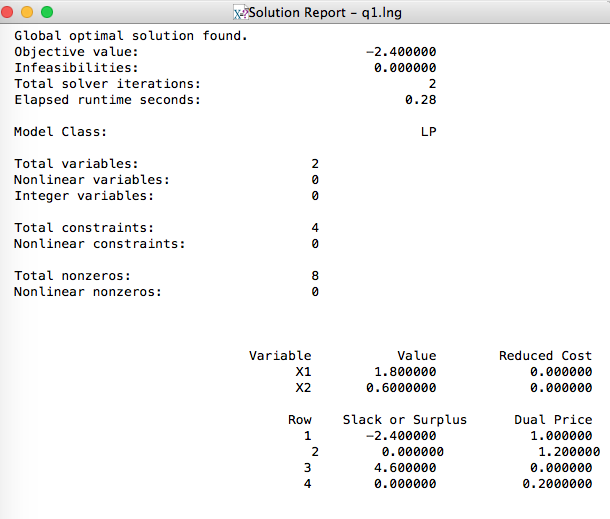 Solution Report – q1.lng
Global optimal solution found.
Objective value: -2.400000
Infeasibilities: 0.000000
Total solver iterations: 2
Elapsed runtime seconds: 0.28
Model Class: LP
Total variables: 2
Nonlinear variables: 0
Integer variables: 0
Total constraints: 4
Nonlinear constraints: 0
Total nonzeros: 8
Nonlinear nonzeros: 0
Variable Value Reduced Cost
X1 1.800000 0.000000
X2 0.6000000 0.000000
Row Slack or Surplus Dual Price
1 -2.400000 1.000000
2 0.000000 1.200000
3 4.600000 0.000000
4 0.000000 0.2000000